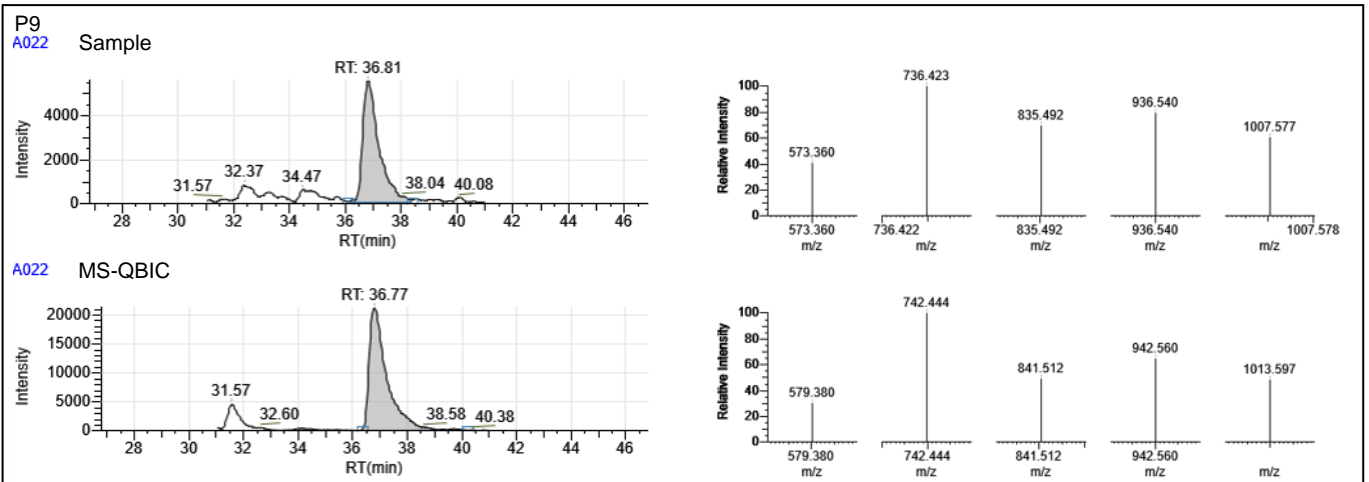 P9
A022 Sample
RT: 36.81
Intensity
4000
2000
0
31.57
32.37
34.47
38.04
40.08
28 30 32 34 36 38 40 42 44 46
RT(min)
Relative Intensity
100
80
60
40
20
0
573.360
736.423
835.492
936.540
1007.577
573.360 736.422 835.492 936.540 1007.578
m/z m/z m/z m/z m/z
A022 MS-QBIC
RT: 36.77
Intensity
20000
15000
10000
5000
0
31.57
32.60
38.58
40.38
28 30 32 34 36 38 40 42 44 46
RT(min)
Relative Intensity
100
80
60
40
20
0
579.380
742.444
841.512
942.560
1013.597
579.380 742.444 841.512 942.560
m/z m/z m/z m/z m/z